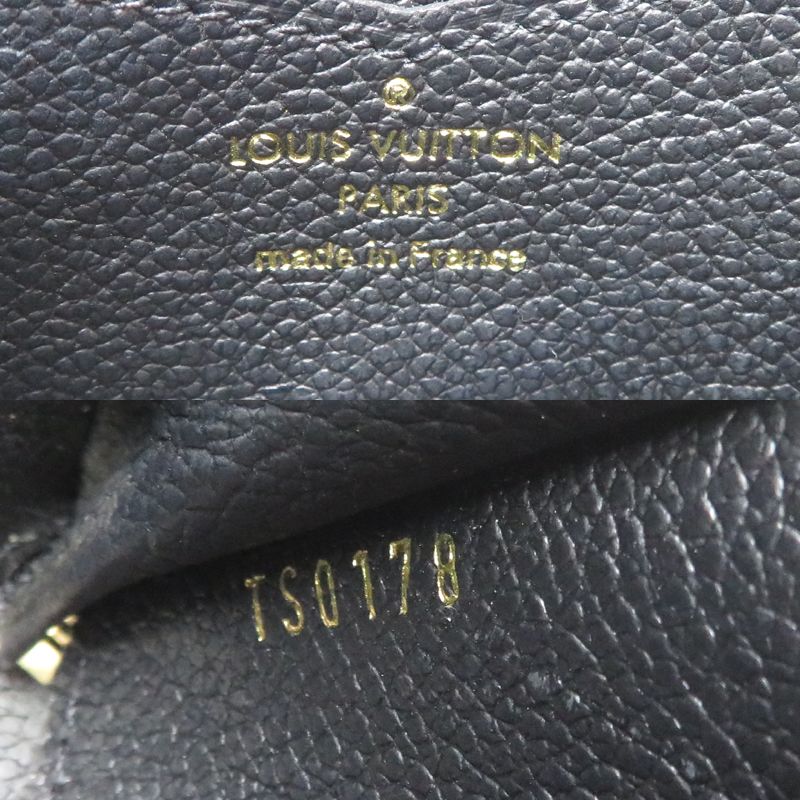 ®
LOUIS VUITTON
PARIS
made in France
TS0178